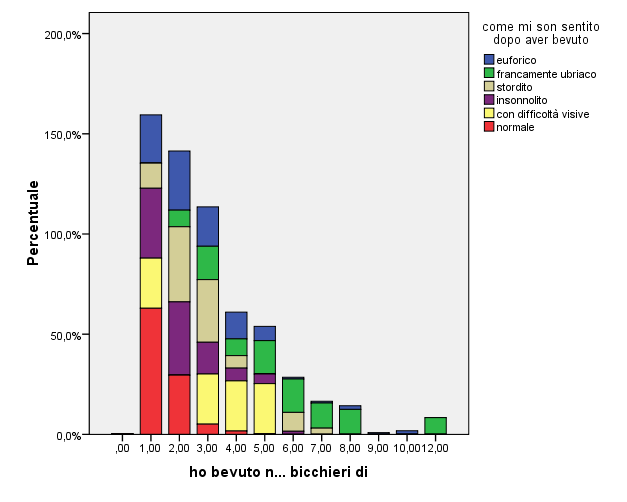 come mi son sentito
dopo aver bevuto
euforico
francamente ubriaco
stordito
insonnolito
con difficoltà visive
normale
200,0%
150,0%
100,0%
50,0%
0,0%
Percentuale
,00 1,00 2,00 3,00 4,00 5,00 6,00 7,00 8,00 9,00 10,00 12,00
ho bevuto n... bicchieri di